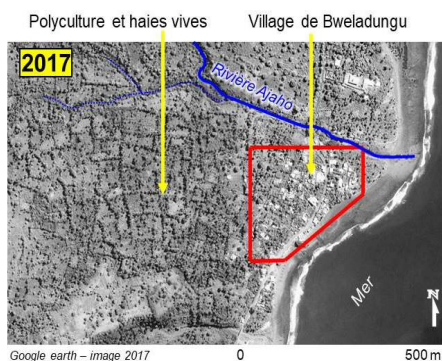 Polyculture et haies vives
Village de Bweladungu
2017
Rivière Ajaho
Mer
N
Google earth – image 2017
0
500 m